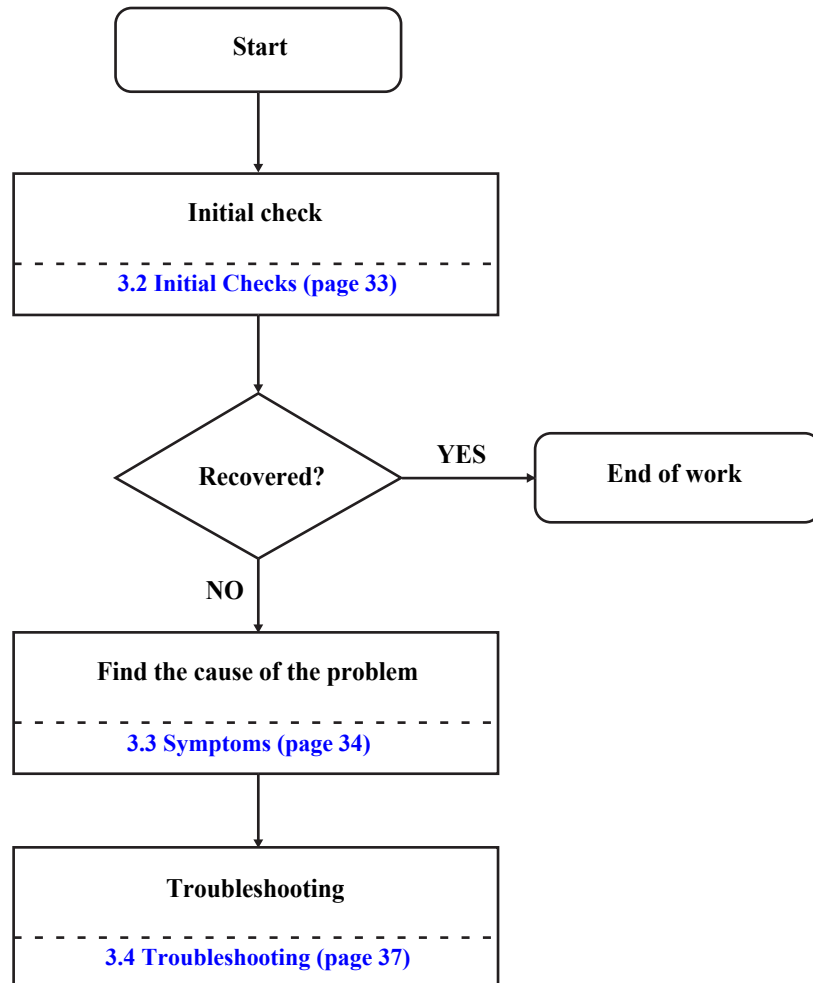 Start
Initial check
3.2 Initial Checks (page 33)
Recovered?
YES
End of work
NO
Find the cause of the problem
3.3 Symptoms (page 34)
Troubleshooting
3.4 Troubleshooting (page 37)